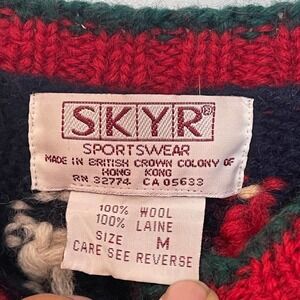 SKYR®
SPORTSWEAR
MADE IN BRITISH CROWN COLONY OF
HONG KONG
RN 32774 CA 05633
100% WOOL
100% LAINE
SIZE M
CARE SEE REVERSE